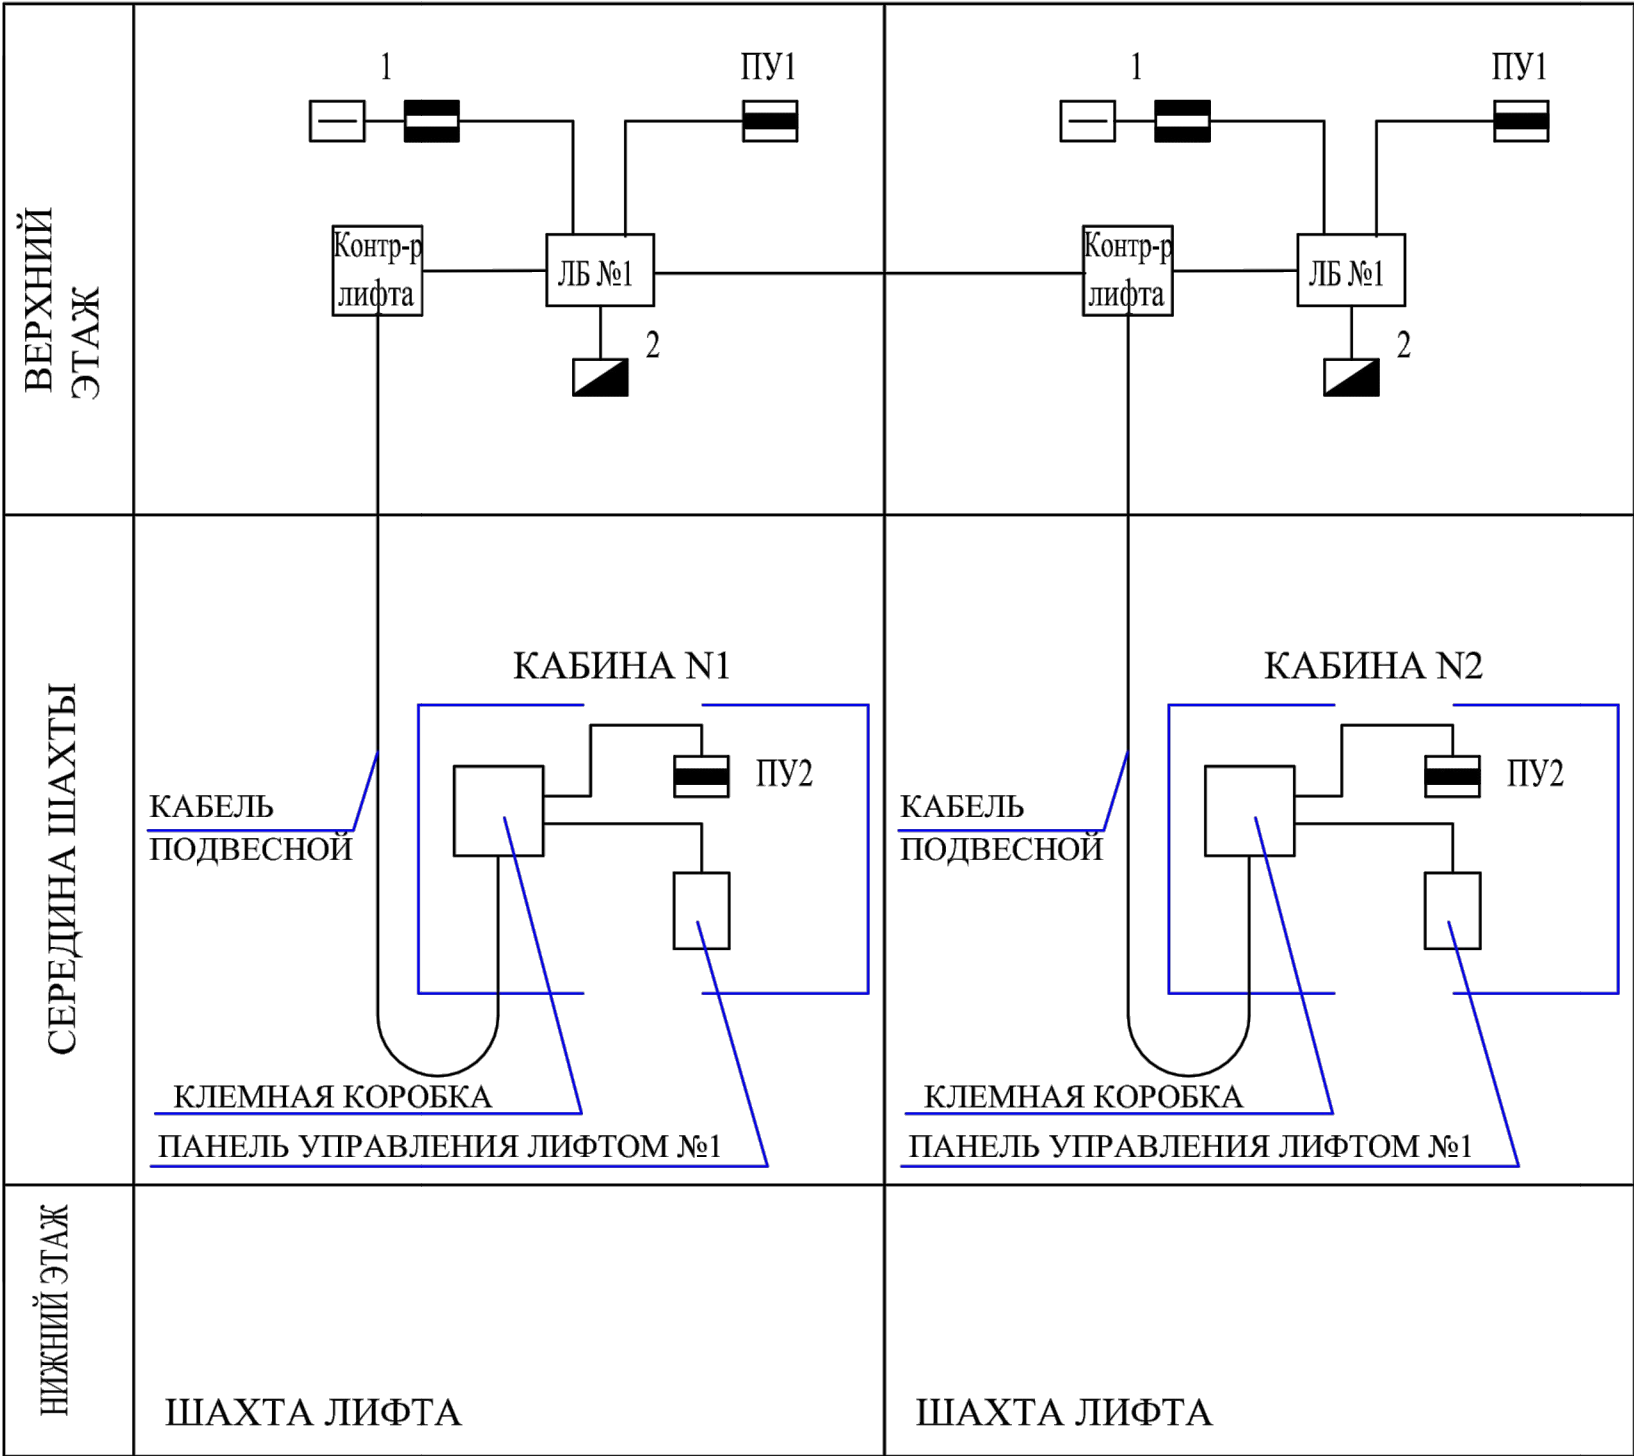 ВЕРХНИЙ
ЭТАЖ
1
ПУ1
Контр-р
лифта
ЛБ №1
2
1
ПУ1
Контр-р
лифта
ЛБ №1
2
СЕРЕДИНА ШАХТЫ
КАБИНА N1
ПУ2
КАБЕЛЬ
ПОДВЕСНОЙ
КЛЕМНАЯ КОРОБКА
ПАНЕЛЬ УПРАВЛЕНИЯ ЛИФТОМ №1
КАБИНА N2
ПУ2
КАБЕЛЬ
ПОДВЕСНОЙ
КЛЕМНАЯ КОРОБКА
ПАНЕЛЬ УПРАВЛЕНИЯ ЛИФТОМ №1
НИЖНИЙ ЭТАЖ
ШАХТА ЛИФТА
ШАХТА ЛИФТА